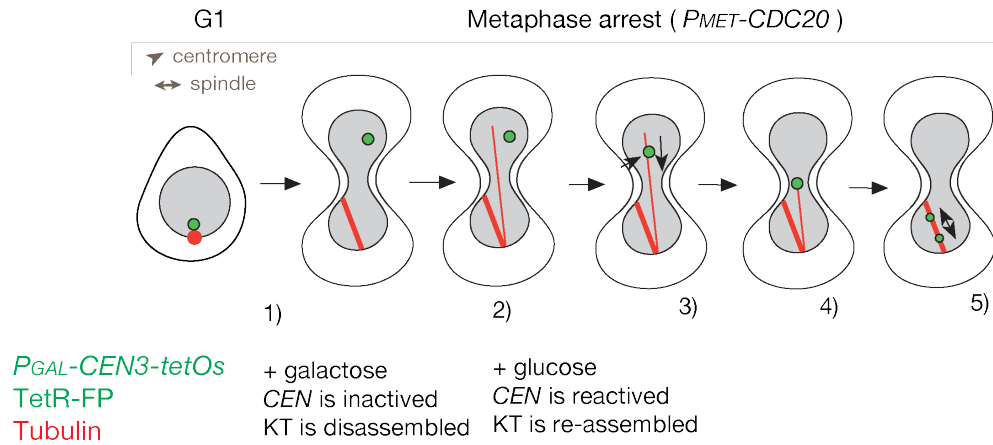 G1
Metaphase arrest ( PMET-CDC20 )
centromere
spindle
1)
2)
3)
4)
5)
PGAL-CEN3-tetOs
TetR-FP
Tubulin
+ galactose
CEN is inactived
KT is disassembled
+ glucose
CEN is reactived
KT is re-assembled